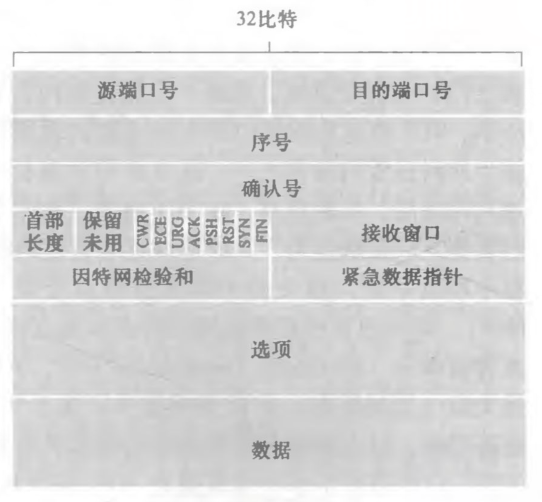 32比特
源端口号 目的端口号
序号
确认号
首部 保留 CWR ECE URG ACK PSH RST SYN FIN 接收窗口
长度 未用
因特网检验和 紧急数据指针
选项
数据